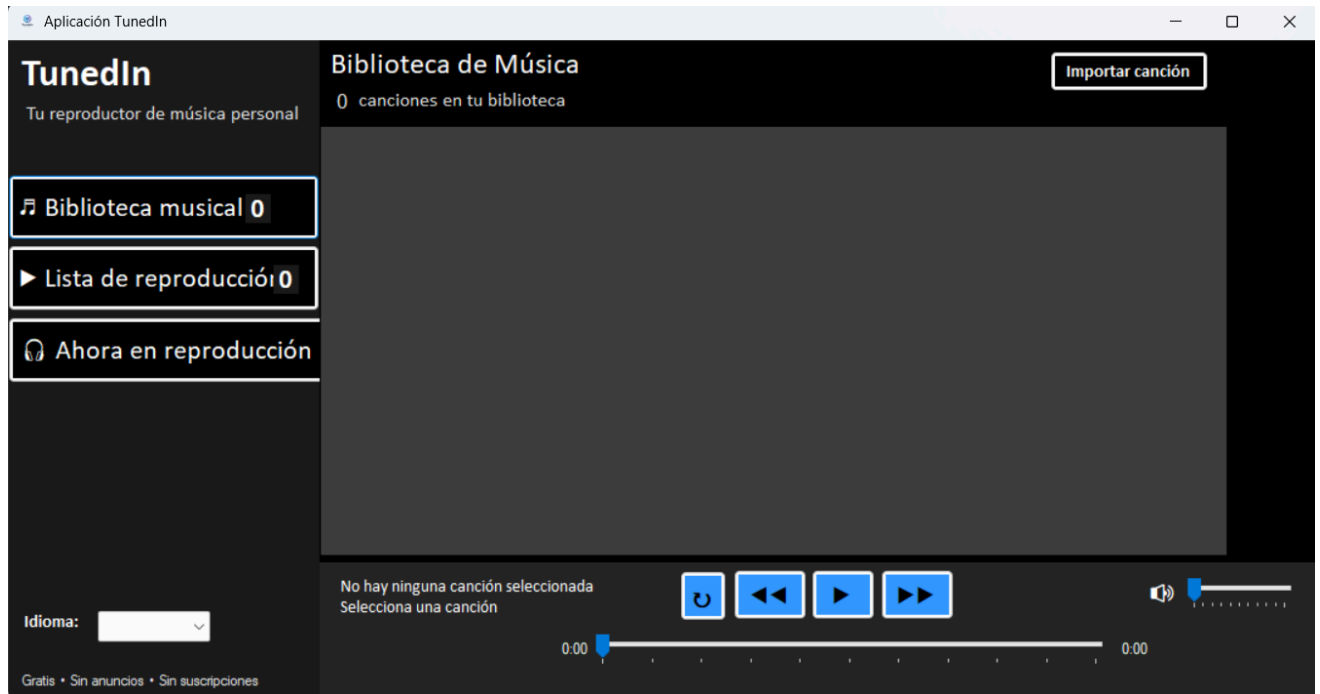 Aplicación TunedIn
TunedIn
Tu reproductor de música personal
Biblioteca musical 0
Lista de reproducción 0
Ahora en reproducción
Idioma:
Gratis • Sin anuncios • Sin suscripciones
Biblioteca de Música
0 canciones en tu biblioteca
Importar canción
No hay ninguna canción seleccionada
Selecciona una canción
0:00
0:00